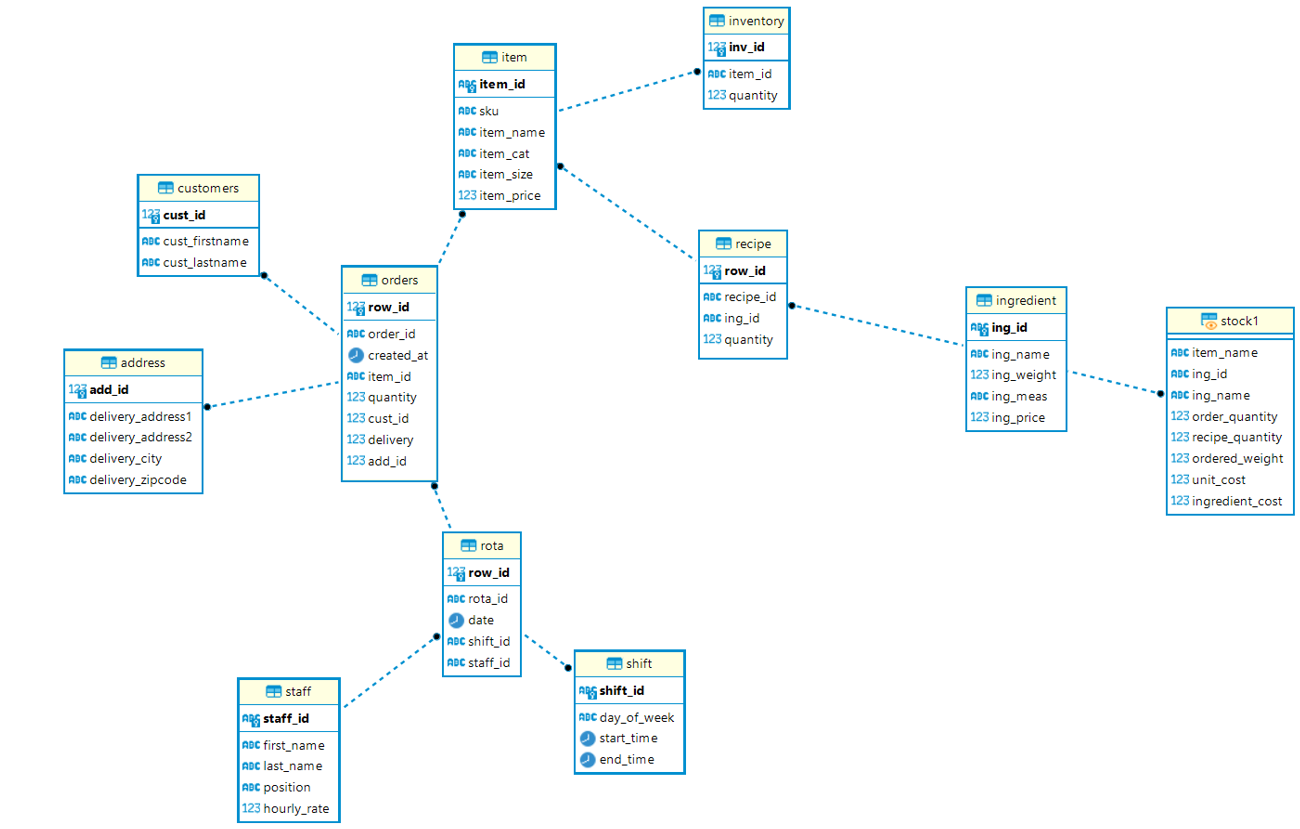 inventory
123 inv_id
ABC item_id
123 quantity
item
ABC item_id
ABC sku
ABC item_name
ABC item_cat
ABC item_size
123 item_price
customers
123 cust_id
ABC cust_firstname
ABC cust_lastname
recipe
123 row_id
ABC recipe_id
ABC ing_id
123 quantity
orders
123 row_id
ABC order_id
created_at
ABC item_id
123 quantity
123 cust_id
123 delivery
123 add_id
ingredient
ABC ing_id
ABC ing_name
123 ing_weight
ABC ing_meas
123 ing_price
stock1
ABC item_name
ABC ing_id
ABC ing_name
123 order_quantity
123 recipe_quantity
123 ordered_weight
123 unit_cost
123 ingredient_cost
address
123 add_id
ABC delivery_address1
ABC delivery_address2
ABC delivery_city
ABC delivery_zipcode
rota
123 row_id
ABC rota_id
date
ABC shift_id
ABC staff_id
shift
ABC shift_id
ABC day_of_week
start_time
end_time
staff
ABC staff_id
ABC first_name
ABC last_name
ABC position
123 hourly_rate